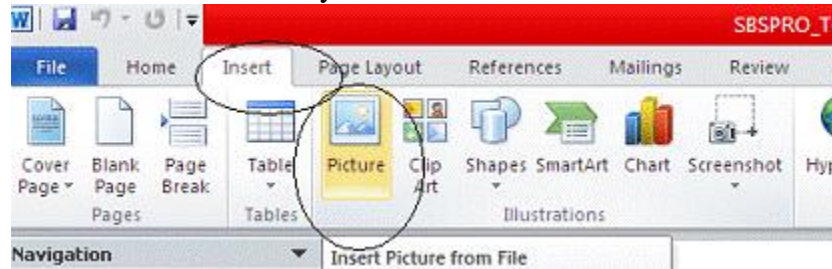 SBSPRO_T
File Home Insert Page Layout References Mailings Review
Cover Page Blank Page Page Break Table Picture Clip Art Shapes SmartArt Chart Screenshot Hyp
Pages Tables Illustrations
Navigation Insert Picture from File